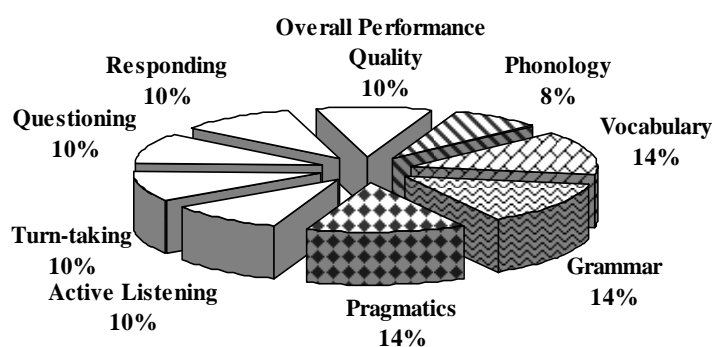 Overall Performance
Quality
10%
Phonology
8%
Vocabulary
14%
Grammar
14%
Pragmatics
14%
Active Listening
10%
Turn-taking
10%
Questioning
10%
Responding
10%